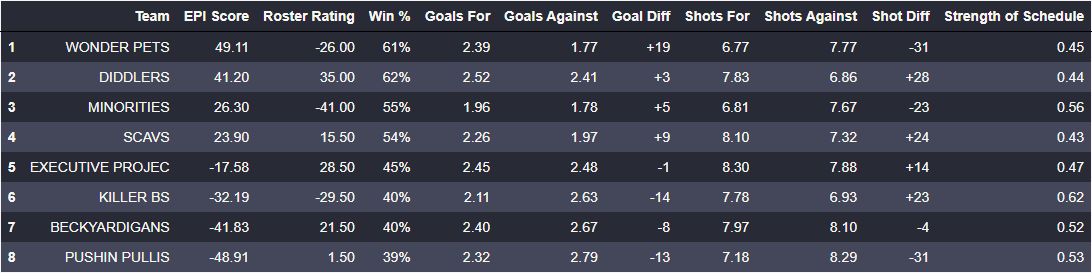 Team EPI Score Roster Rating Win % Goals For Goals Against Goal Diff Shots For Shots Against Shot Diff Strength of Schedule
1 WONDER PETS 49.11 -26.00 61% 2.39 1.77 +19 6.77 7.77 -31 0.45
2 DIDDLERS 41.20 35.00 62% 2.52 2.41 +3 7.83 6.86 +28 0.44
3 MINORITIES 26.30 -41.00 55% 1.96 1.78 +5 6.81 7.67 -23 0.56
4 SCAVS 23.90 15.50 54% 2.26 1.97 +9 8.10 7.32 +24 0.43
5 EXECUTIVE PROJEC -17.58 28.50 45% 2.45 2.48 -1 8.30 7.88 +14 0.47
6 KILLER BS -32.19 -29.50 40% 2.11 2.63 -14 7.78 6.93 +23 0.62
7 BECKYARDIGANS -41.83 21.50 40% 2.40 2.67 -8 7.97 8.10 -4 0.52
8 PUSHIN PULLIS -48.91 1.50 39% 2.32 2.79 -13 7.18 8.29 -31 0.53